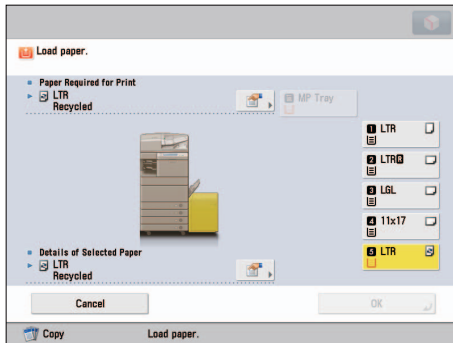 Load paper.
Paper Required for Print
LTR
Recycled
MP Tray
1 LTR
2 LTRR
3 LGL
4 11x17
Details of Selected Paper
5 LTR
LTR
Recycled
Cancel
OK
Copy
Load paper.